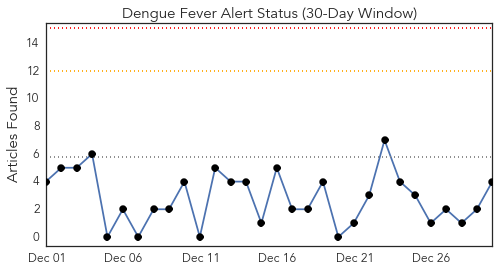 Dengue Fever Alert Status (30-Day Window)
Articles Found
14
12
10
8
6
4
2
0
Dec 01 Dec 06 Dec 11 Dec 16 Dec 21 Dec 26